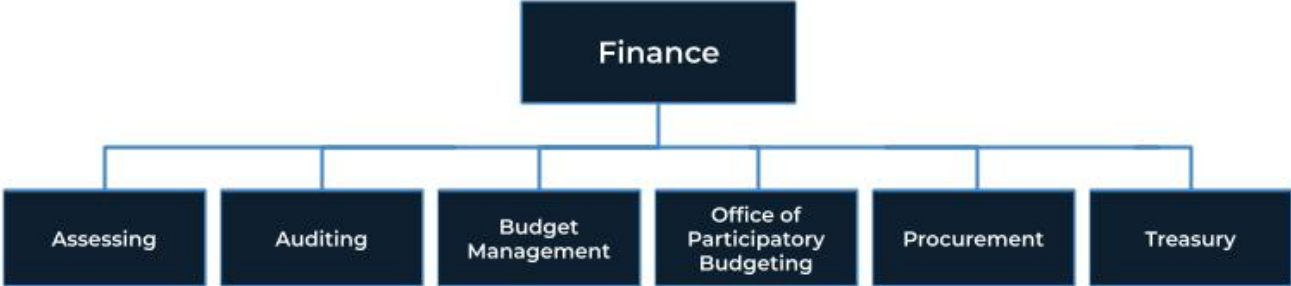 Finance
Assessing
Auditing
Budget
Management
Office of
Participatory
Budgeting
Procurement
Treasury